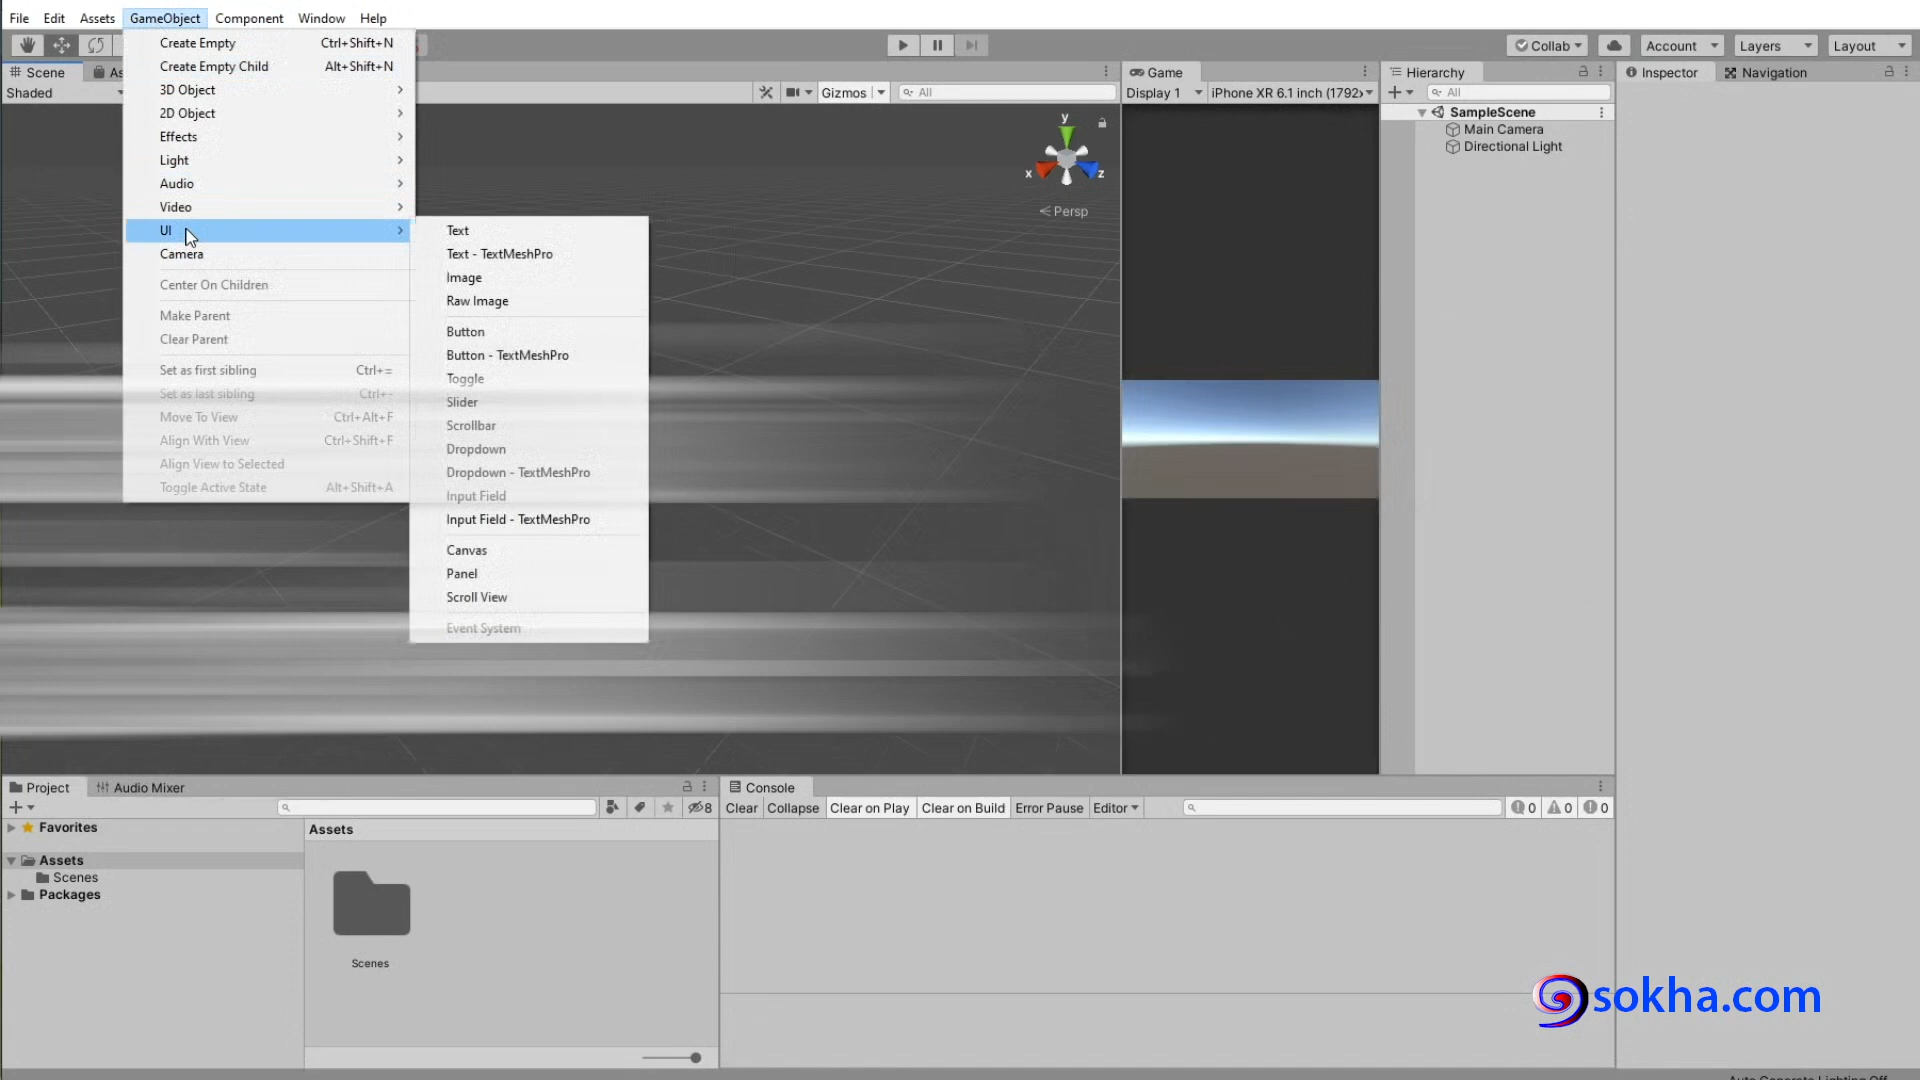 File Edit Assets GameObject Component Window Help
Collab Account Layers Layout
Create Empty Ctrl+Shift+N
Create Empty Child Alt+Shift+N
3D Object
2D Object
Effects
Light
Audio
Video
UI
Camera
Center On Children
Make Parent
Clear Parent
Set as first sibling Ctrl+=
Set as last sibling Ctrl+-
Move To View Ctrl+Alt+F
Align With View Ctrl+Shift+F
Align View to Selected
Toggle Active State Alt+Shift+A
Text
Text - TextMeshPro
Image
Raw Image
Button
Button - TextMeshPro
Toggle
Slider
Scrollbar
Dropdown
Dropdown - TextMeshPro
Input Field
Input Field - TextMeshPro
Canvas
Panel
Scroll View
Event System
Scene As
Shaded Gizmos All
y
x z
Persp
Game
Display 1 iPhone XR 6.1 inch (1792x
Hierarchy
All
SampleScene
Main Camera
Directional Light
Inspector Navigation
Project Audio Mixer
8
Favorites
Assets
Scenes
Packages
Assets
Scenes
Console
Clear Collapse Clear on Play Clear on Build Error Pause Editor 0 0 0
sokha.com
Auto Generate Lighting Off